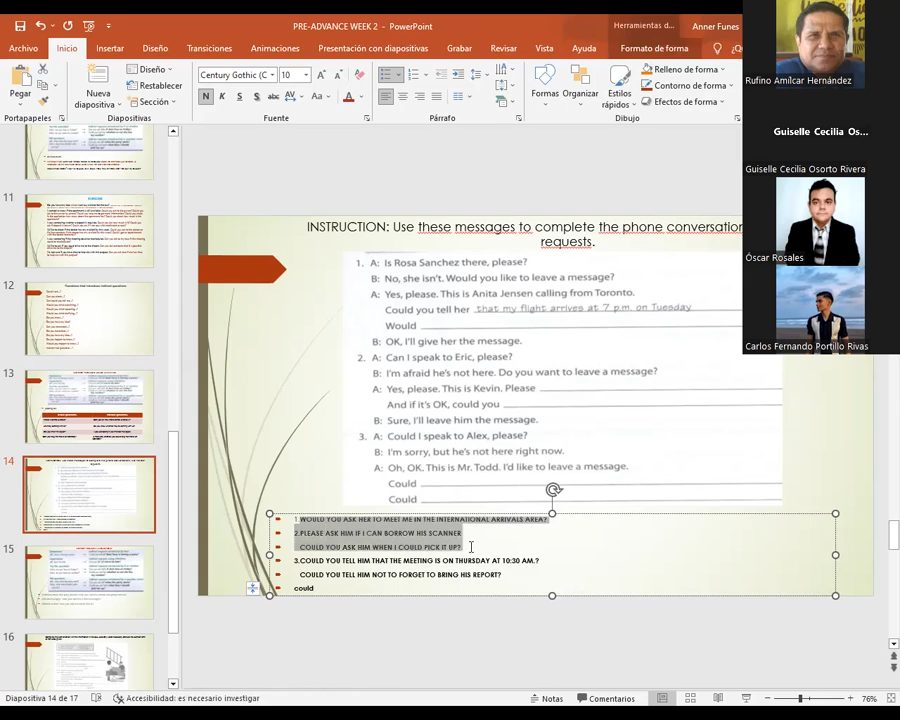 PRE-ADVANCE WEEK 2 - PowerPoint
Herramientas d...
Anner Funes
Archivo
Inicio
Insertar
Diseño
Transiciones
Animaciones
Presentación con diapositivas
Grabar
Revisar
Vista
Ayuda
Formato de forma
¿Q
Pegar
Portapapeles
Nueva
diapositiva
Diseño
Restablecer
Sección
Diapositivas
Century Gothic (C
10
N K S S abc AV Aa A
Fuente
Párrafo
Formas
Organizar
Estilos
rápidos
Dibujo
Relleno de forma
Contorno de forma
Efectos de forma
Rufino Amílcar Hernández
Guiselle Cecilia Os...
Guiselle Cecilia Osorto Rivera
Óscar Rosales
Carlos Fernando Portillo Rivas
11
12
13
14
15
16
INSTRUCTION: Use these messages to complete the phone conversation
requests.
1. A: Is Rosa Sanchez there, please?
B: No, she isn't. Would you like to leave a message?
A: Yes, please. This is Anita Jensen calling from Toronto.
Could you tell her that my flight arrives at 7 p.m. on Tuesday
Would
B: OK, I'll give her the message.
2. A: Can I speak to Eric, please?
B: I'm afraid he's not here. Do you want to leave a message?
A: Yes, please. This is Kevin. Please
And if it's OK, could you
B: Sure, I'll leave him the message.
3. A: Could I speak to Alex, please?
B: I'm sorry, but he's not here right now.
A: Oh, OK. This is Mr. Todd. I'd like to leave a message.
Could
Could
1.WOULD YOU ASK HER TO MEET ME IN THE INTERNATIONAL ARRIVALS AREA?
2.PLEASE ASK HIM IF I CAN BORROW HIS SCANNER
COULD YOU ASK HIM WHEN I COULD PICK IT UP?
3.COULD YOU TELL HIM THAT THE MEETING IS ON THURSDAY AT 10:30 AM.?
COULD YOU TELL HIM NOT TO FORGET TO BRING HIS REPORT?
could
Diapositiva 14 de 17
Accesibilidad: es necesario investigar
Notas
Comentarios
76%